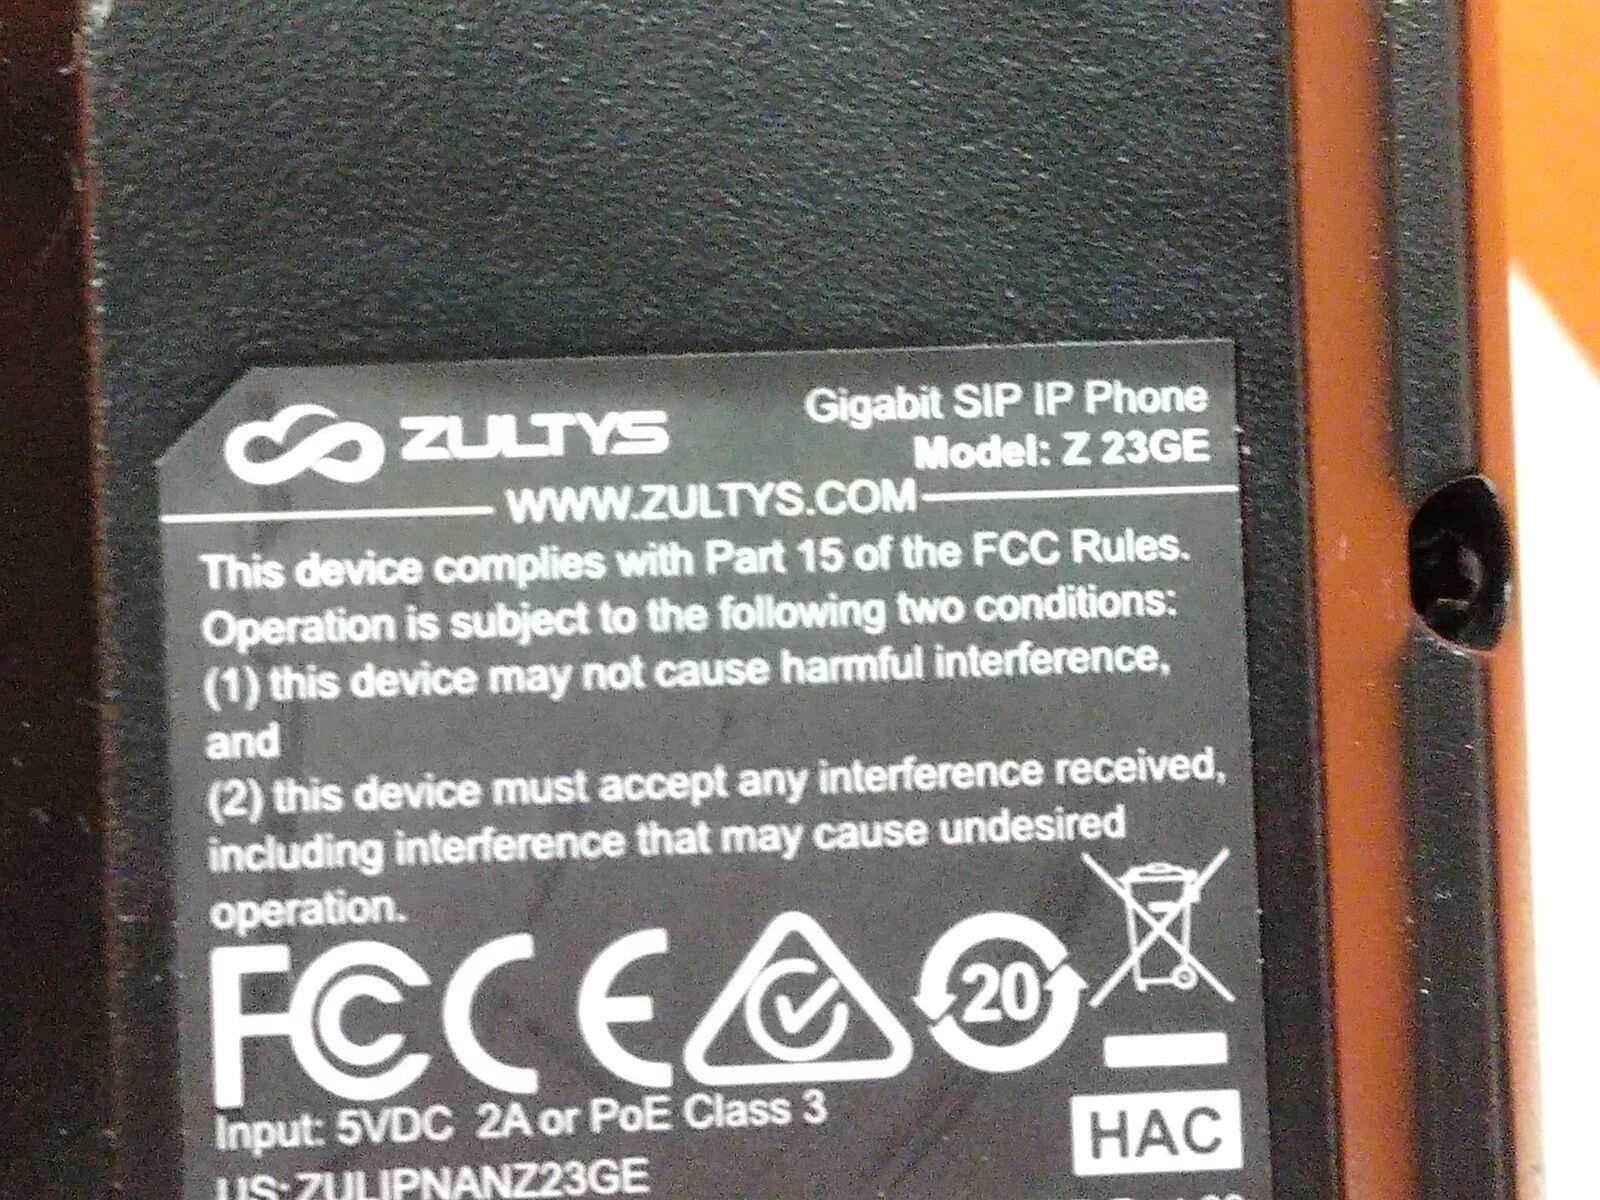 ZULTYS
Gigabit SIP IP Phone
Model: Z 23GE
WWW.ZULTYS.COM
This device complies with Part 15 of the FCC Rules.
Operation is subject to the following two conditions:
(1) this device may not cause harmful interference,
and
(2) this device must accept any interference received,
including interference that may cause undesired
operation.
FC CE 20
Input: 5VDC 2A or PoE Class 3
HAC
US: ZULIPNANZ23GE